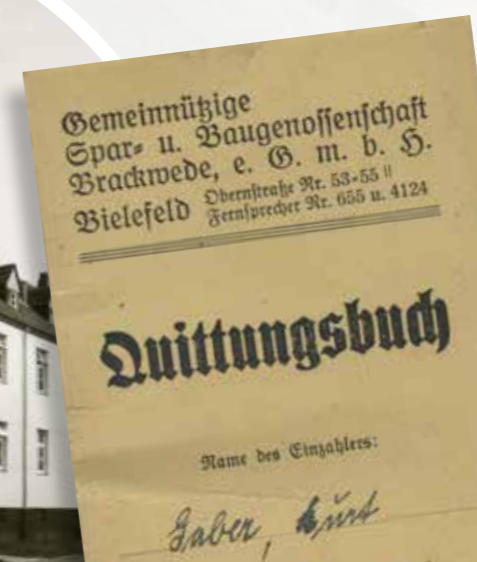 Gemeinnützige
Spar- u. Baugenossenschaft
Brackwede, e. G. m. b. H.
Bielefeld Obernstraße Nr. 53-55 II
Fernsprecher Nr. 655 u. 4124
Quittungsbuch
Name des Einzahlers:
Faber, Kurt